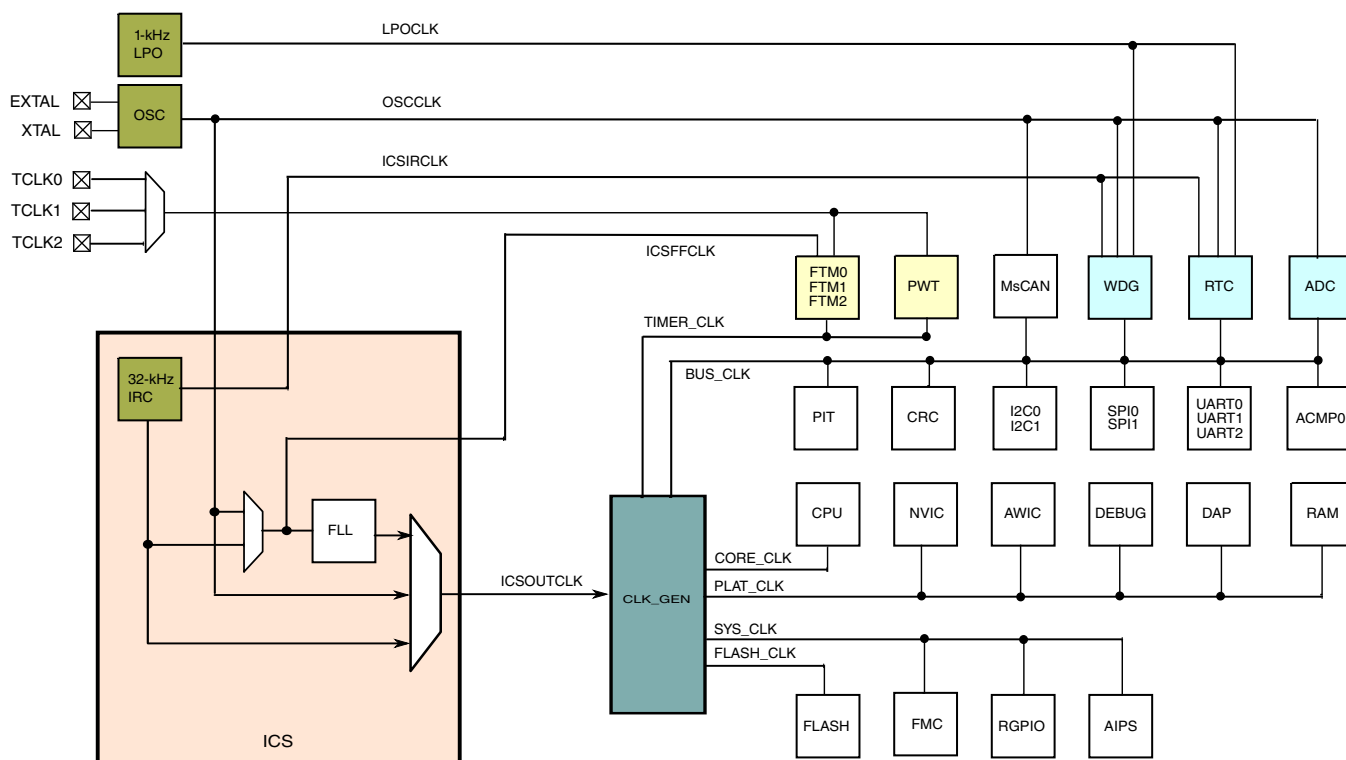 1-kHz
LPO
LPOCLK
EXTAL
XTAL
OSC
OSCCLK
ICSIRCLK
TCLK0
TCLK1
TCLK2
ICSFFCLK
FTM0
FTM1
FTM2
PWT
MsCAN
WDG
RTC
ADC
TIMER_CLK
BUS_CLK
32-kHz
IRC
PIT
CRC
I2C0
I2C1
SPI0
SPI1
UART0
UART1
UART2
ACMP0
FLL
CPU
NVIC
AWIC
DEBUG
DAP
RAM
CORE_CLK
ICSOUTCLK
PLAT_CLK
CLK_GEN
SYS_CLK
FLASH_CLK
FLASH
FMC
RGPIO
AIPS
ICS